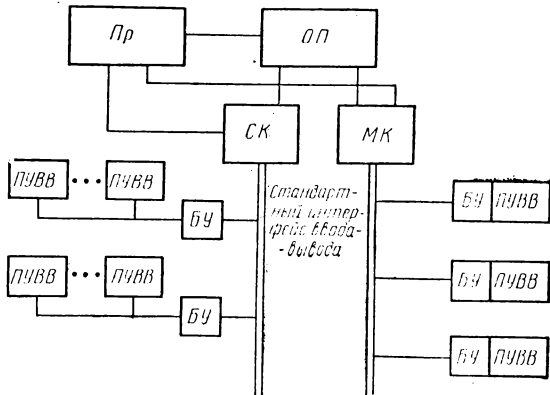 Пр
ОП
СК
МК
ПУВВ ... ПУВВ
БУ
Стандарт-
ный интер-
фейс ввода-
-вывода
БУ ПУВВ
ПУВВ ... ПУВВ
БУ
БУ ПУВВ
БУ ПУВВ